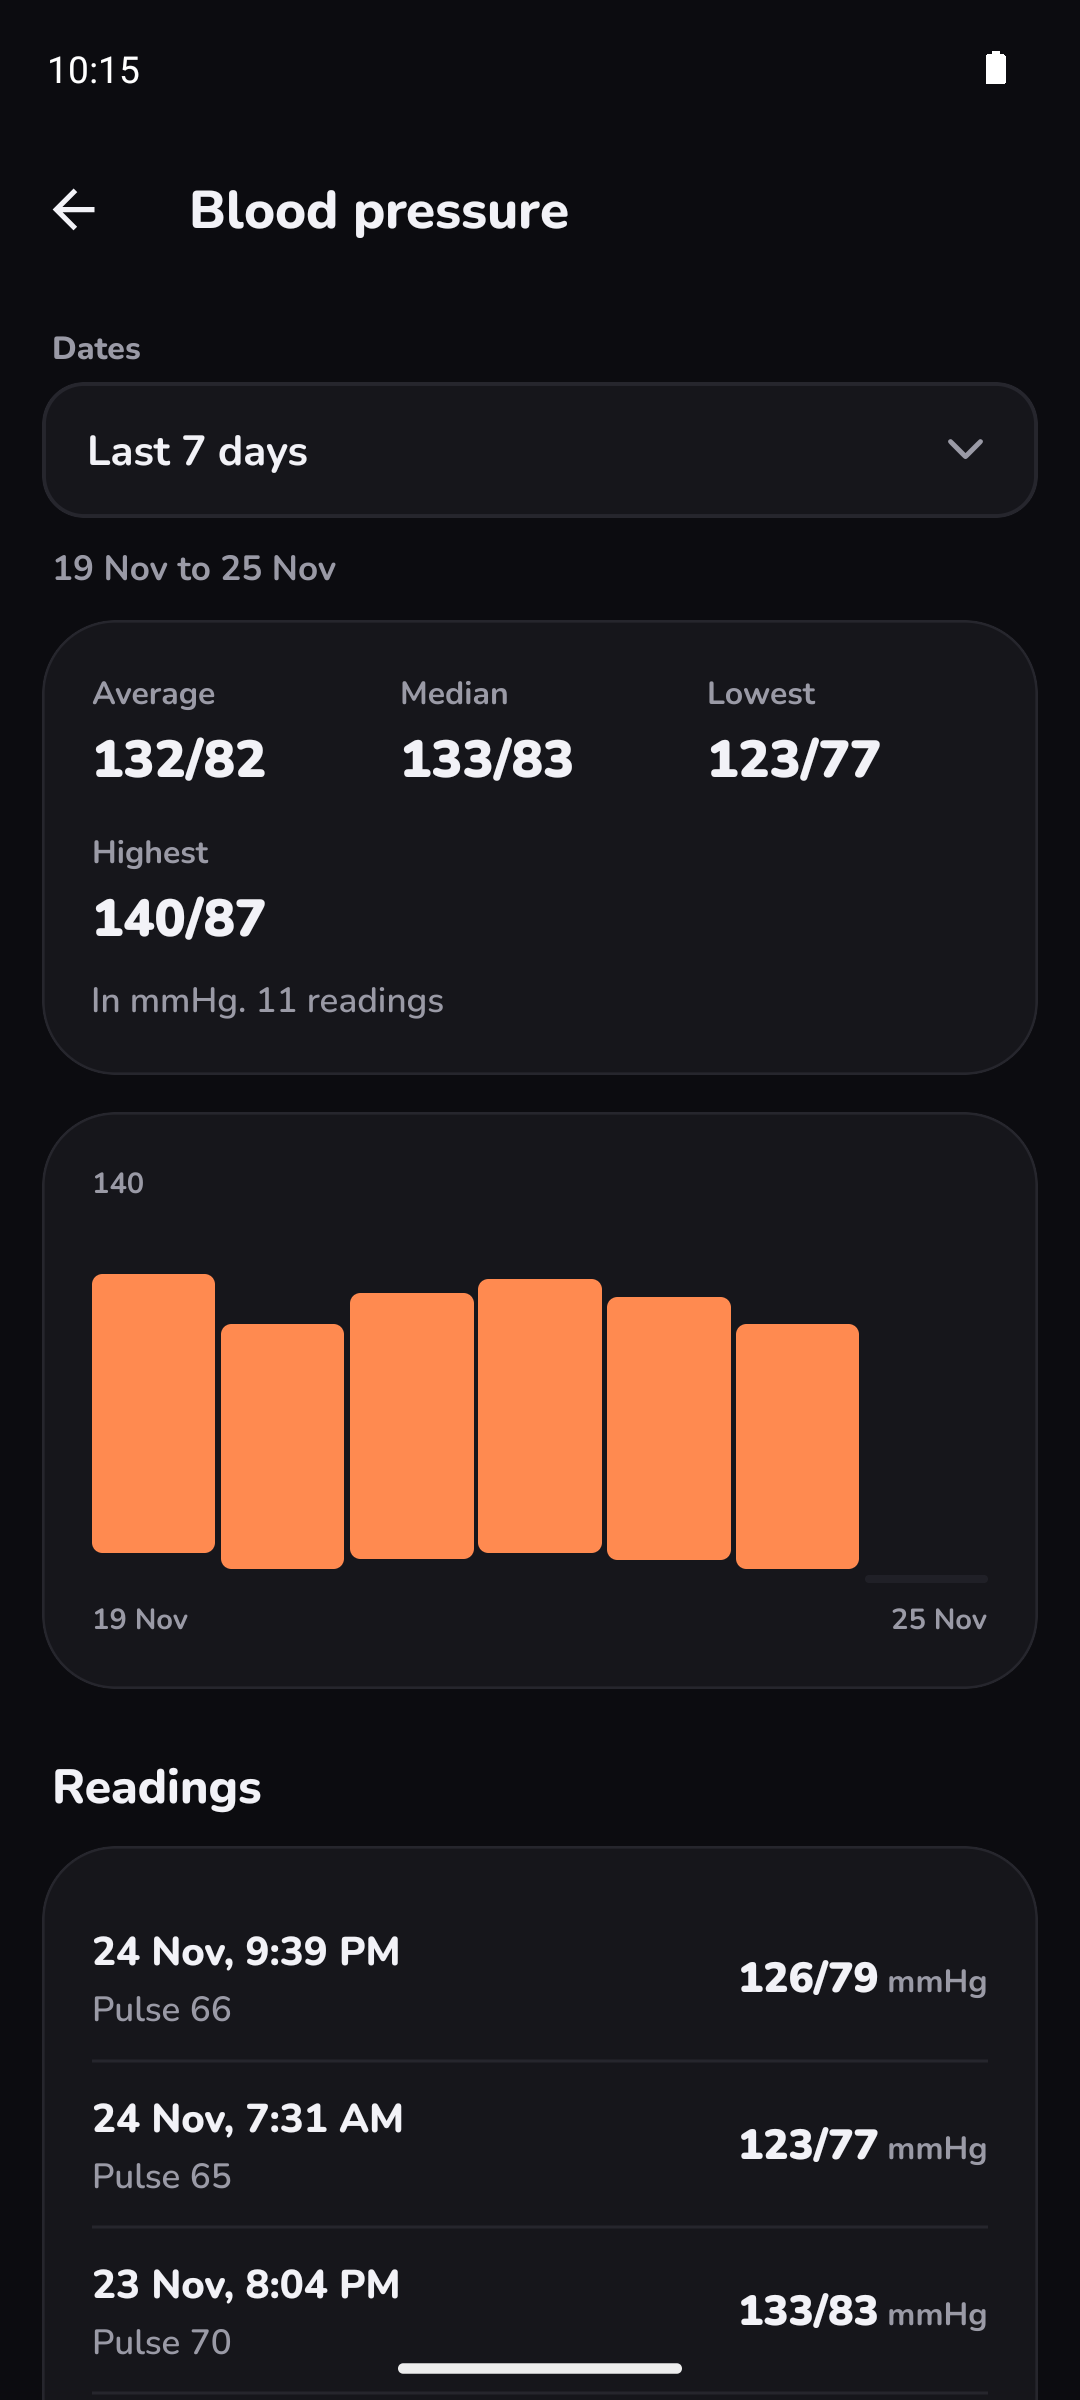 10:15
Blood pressure
Dates
Last 7 days
19 Nov to 25 Nov
Average Median Lowest
132/82 133/83 123/77
Highest
140/87
In mmHg. 11 readings
140
19 Nov 25 Nov
Readings
24 Nov, 9:39 PM
Pulse 66
126/79 mmHg
24 Nov, 7:31 AM
Pulse 65
123/77 mmHg
23 Nov, 8:04 PM
Pulse 70
133/83 mmHg